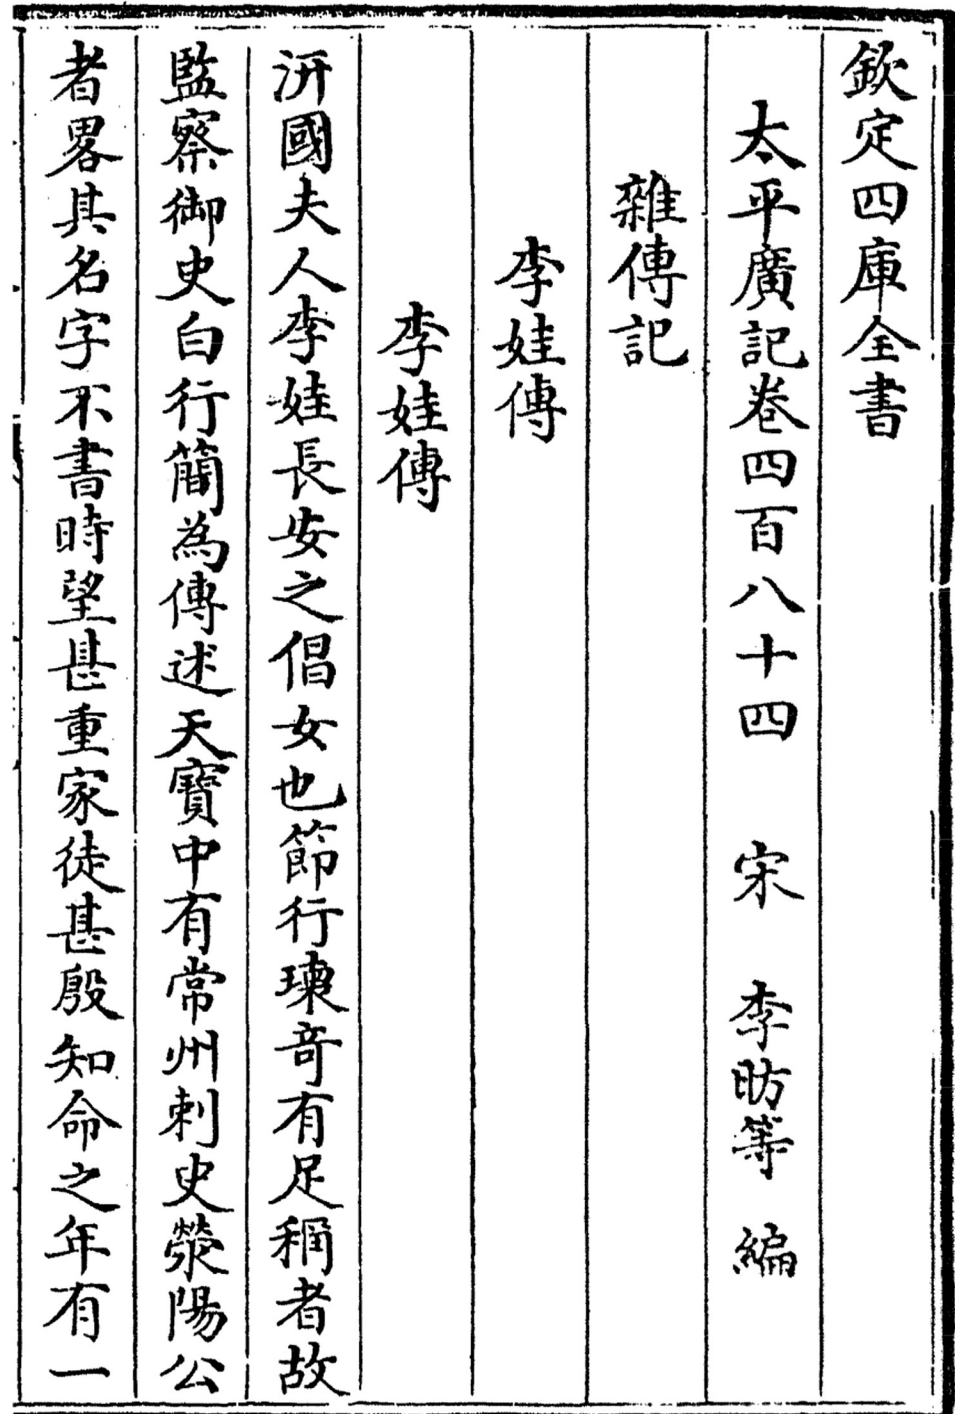 欽定四庫全書
太平廣記卷四百八十四 宋 李昉等 編
雜傳記
李娃傳
李娃傳
汧國夫人李娃長安之倡女也節行瓌奇有足稱者故
監察御史白行簡為傳述天寶中有常州刺史滎陽公
者畧其名字不書時望甚重家徒甚殷知命之年有一